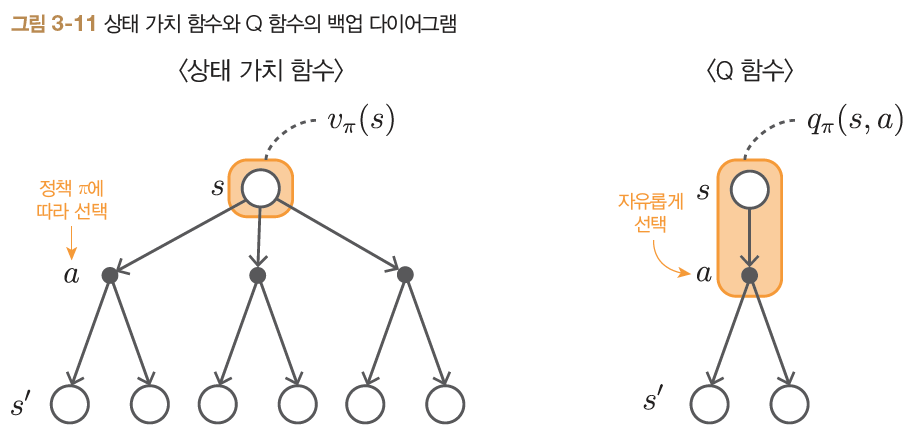 그림 3-11 상태 가치 함수와 Q 함수의 백업 다이어그램
〈상태 가치 함수〉
vπ(s)
s
정책 π에
따라 선택
a
s′
〈Q 함수〉
qπ(s, a)
s
자유롭게
선택
a
s′